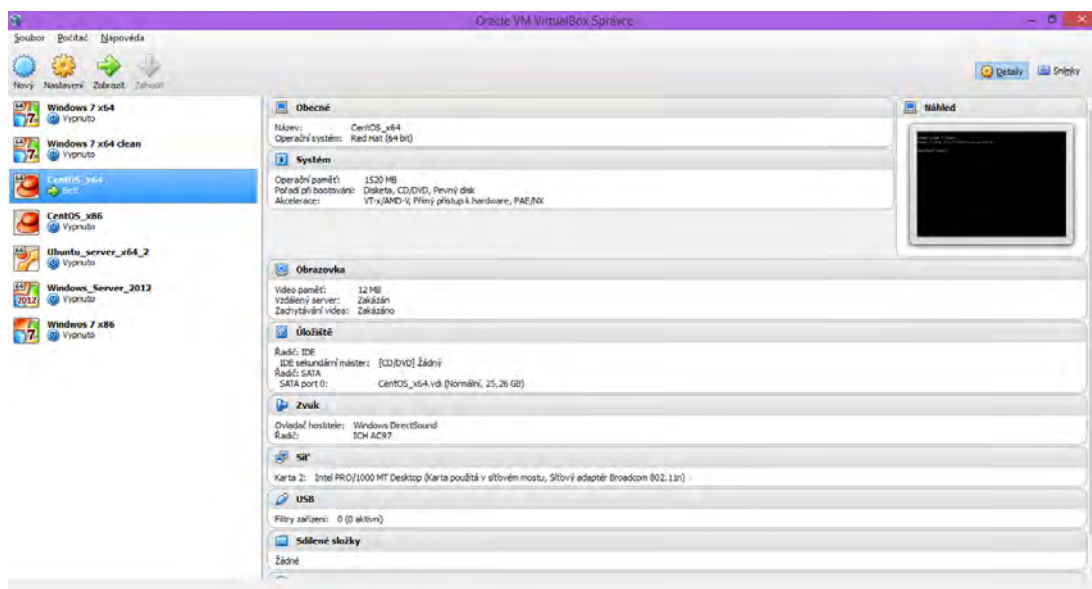 Oracle VM VirtualBox Správce
Soubor Počítač Nápověda
Nový Nastavení Zobrazit Zahodit
Detaily Snímky
Windows 7 x64
Vypnuto
Windows 7 x64 clean
Vypnuto
CentOS_x64
Běží
CentOS_x86
Vypnuto
Ubuntu_server_x64_2
Vypnuto
Windows_Server_2012
Vypnuto
Windwos 7 x86
Vypnuto
Obecné
Název: CentOS_x64
Operační systém: Red Hat (64 bit)
Systém
Operační paměť: 1520 MB
Pořadí při bootování: Disketa, CD/DVD, Pevný disk
Akcelerace: VT-x/AMD-V, Přímý přístup k hardware, PAE/NX
Náhled
Obrazovka
Video paměť: 12 MB
Vzdálený server: Zakázán
Zachytávání videa: Zakázáno
Úložiště
Řadič: IDE
IDE sekundární master: [CD/DVD] Žádný
Řadič: SATA
SATA port 0: CentOS_x64.vdi (Normální, 25,26 GB)
Zvuk
Ovladač hostitele: Windows DirectSound
Řadič: ICH AC97
Síť
Karta 2: Intel PRO/1000 MT Desktop (Karta použitá v síťovém mostu, Síťový adaptér Broadcom 802.11n)
USB
Filtry zařízení: 0 (0 aktivní)
Sdílené složky
Žádné